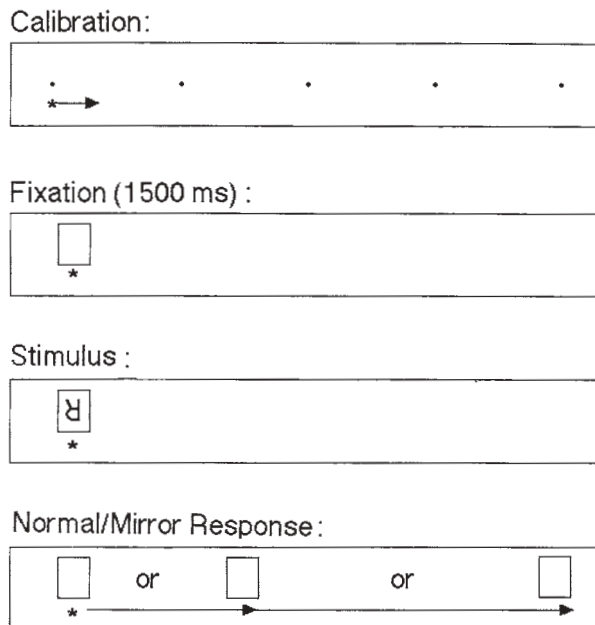 Calibration:
*
Fixation (1500 ms) :
*
Stimulus :
R
*
Normal/Mirror Response:
or or
*